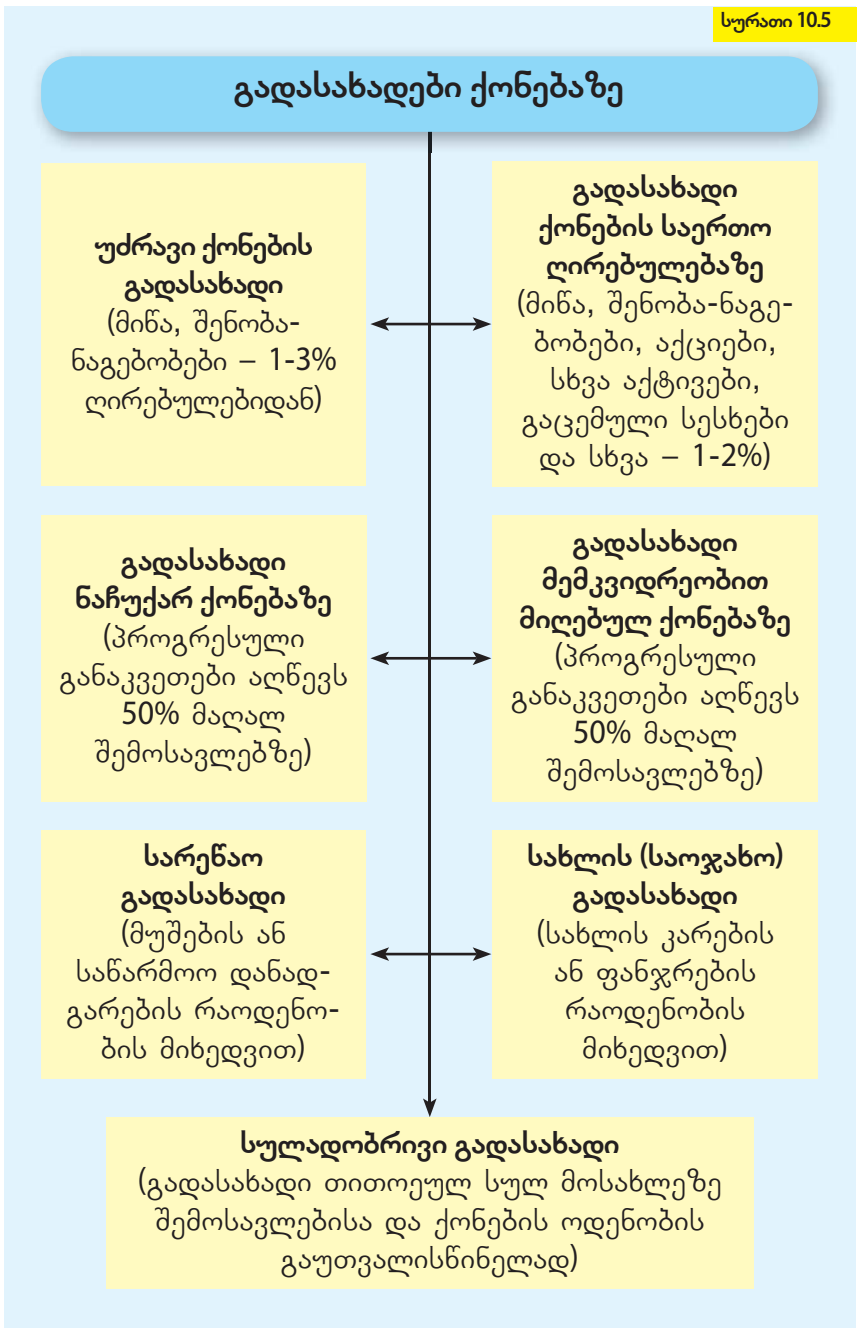 სურათი 10.5
გადასახადები ქონებაზე
უძრავი ქონების
გადასახადი
(მიწა, შენობა-
ნაგებობები – 1-3%
ღირებულებიდან)
გადასახადი
ქონების საერთო
ღირებულებაზე
(მიწა, შენობა-ნაგე-
ბობები, აქციები,
სხვა აქტივები,
გაცემული სესხები
და სხვა – 1-2%)
გადასახადი
ნაჩუქარ ქონებაზე
(პროგრესული
განაკვეთები აღწევს
50% მაღალ
შემოსავლებზე)
გადასახადი
მემკვიდრეობით
მიღებულ ქონებაზე
(პროგრესული
განაკვეთები აღწევს
50% მაღალ
შემოსავლებზე)
სარეწაო
გადასახადი
(მუშების ან
საწარმოო დანად-
გარების რაოდენო-
ბის მიხედვით)
სახლის (საოჯახო)
გადასახადი
(სახლის კარების
ან ფანჯრების
რაოდენობის
მიხედვით)
სულადობრივი გადასახადი
(გადასახადი თითოეულ სულ მოსახლეზე
შემოსავლებისა და ქონების ოდენობის
გაუთვალისწინელად)